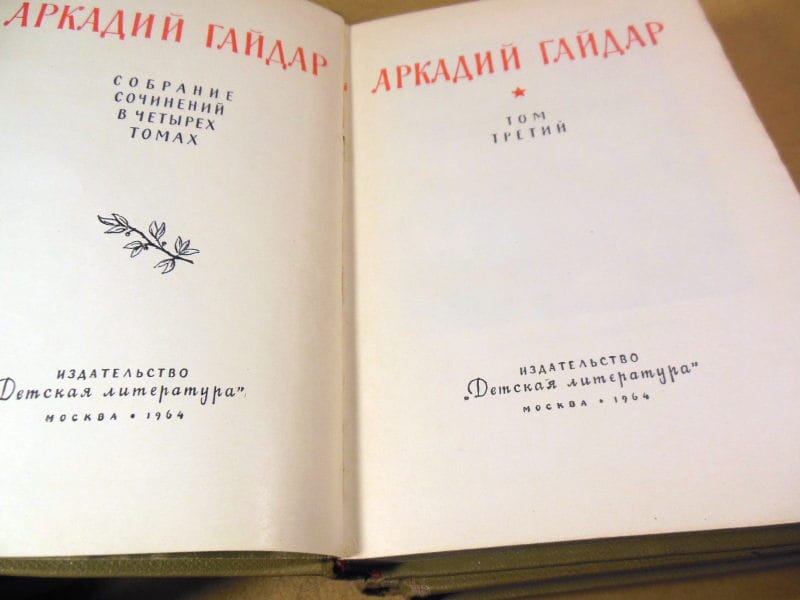 АРКАДИЙ ГАЙДАР
СОБРАНИЕ
СОЧИНЕНИЙ
В ЧЕТЫРЕХ
ТОМАХ
ИЗДАТЕЛЬСТВО
Детская литература"
МОСКВА • 1964
АРКАДИЙ ГАЙДАР
ТОМ
ТРЕТИЙ
ИЗДАТЕЛЬСТВО
„Детская литература"
МОСКВА • 1964